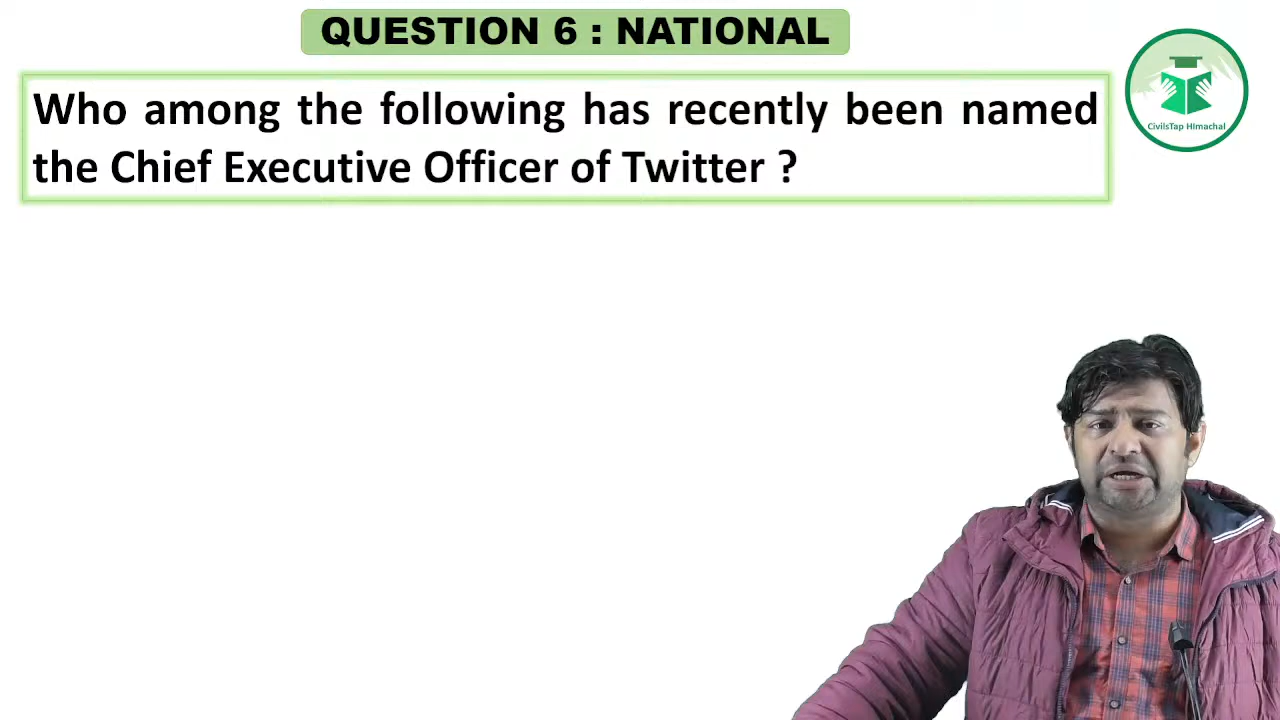 QUESTION 6 : NATIONAL
Who among the following has recently been named
the Chief Executive Officer of Twitter ?
CivilsTap HImachal